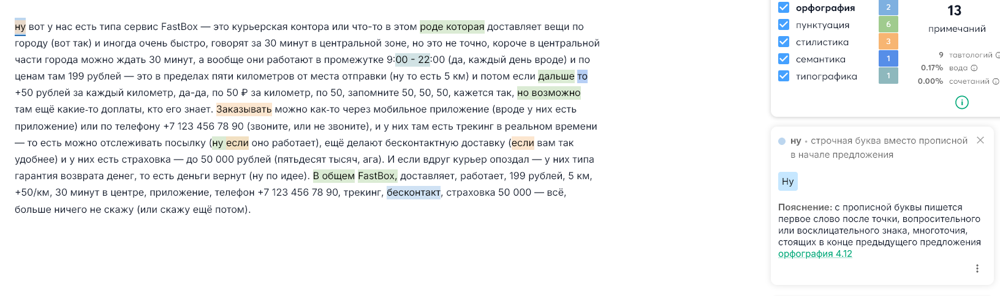 ну вот у нас есть типа сервис FastBox — это курьерская контора или что-то в этом роде которая доставляет вещи по
городу (вот так) и иногда очень быстро, говорят за 30 минут в центральной зоне, но это не точно, короче в центральной
части города можно ждать 30 минут, а вообще они работают в промежутке 9:00 - 22:00 (да, каждый день вроде) и по
ценам там 199 рублей — это в пределах пяти километров от места отправки (ну то есть 5 км) и потом если дальше то
+50 рублей за каждый километр, да-да, по 50 ₽ за километр, по 50, запомните 50, 50, 50, кажется так, но возможно
там ещё какие-то доплаты, кто его знает. Заказывать можно как-то через мобильное приложение (вроде у них есть
приложение) или по телефону +7 123 456 78 90 (звоните, или не звоните), и у них там есть трекинг в реальном времени
— то есть можно отслеживать посылку (ну если оно работает), ещё делают бесконтактную доставку (если вам так
удобнее) и у них есть страховка — до 50 000 рублей (пятьдесят тысяч, ага). И если вдруг курьер опоздал — у них типа
гарантия возврата денег, то есть деньги вернут (ну по идее). В общем FastBox, доставляет, работает, 199 рублей, 5 км,
+50/км, 30 минут в центре, приложение, телефон +7 123 456 78 90, трекинг, бесконтакт, страховка 50 000 — всё,
больше ничего не скажу (или скажу ещё потом).
орфография 2
пунктуация 6
стилистика 3
семантика 1
типографика 1
13
примечаний
9 тавтологий
0.17% вода
0.00% сочетаний
ну • строчная буква вместо прописной
в начале предложения
Ну
Пояснение: с прописной буквы пишется
первое слово после точки, вопросительного
или восклицательного знака, многоточия,
стоящих в конце предыдущего предложения
орфография 4.12